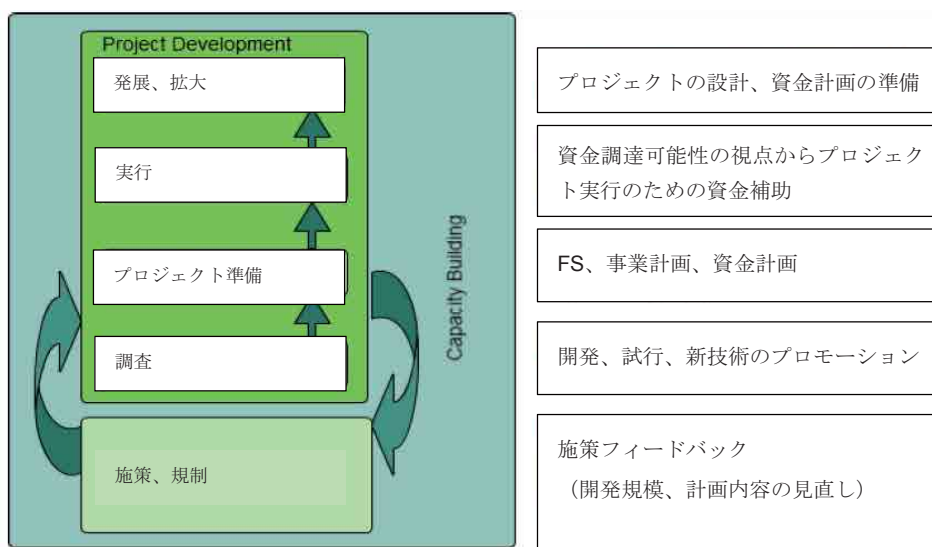 Project Development
発展、拡大
実行
プロジェクト準備
調査
施策、規制
Capacity Building
プロジェクトの設計、資金計画の準備
資金調達可能性の視点からプロジェク
ト実行のための資金補助
FS、事業計画、資金計画
開発、試行、新技術のプロモーション
施策フィードバック
（開発規模、計画内容の見直し）